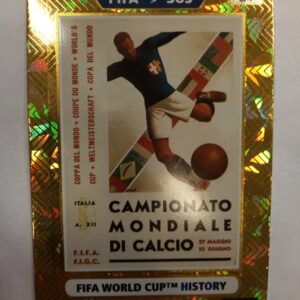 FIFA 365
COPPA DEL MONDO · COUPE DU MONDE · WORLD'S
CUP · WELTMEISTERSCHAFT · COPA DEL MUNDO
ITALIA
A. XII
F.I.F.A.
F.I.G.C.
CAMPIONATO
MONDIALE
DI CALCIO
27 MAGGIO
10 GIUGNO
FIFA WORLD CUP™ HISTORY